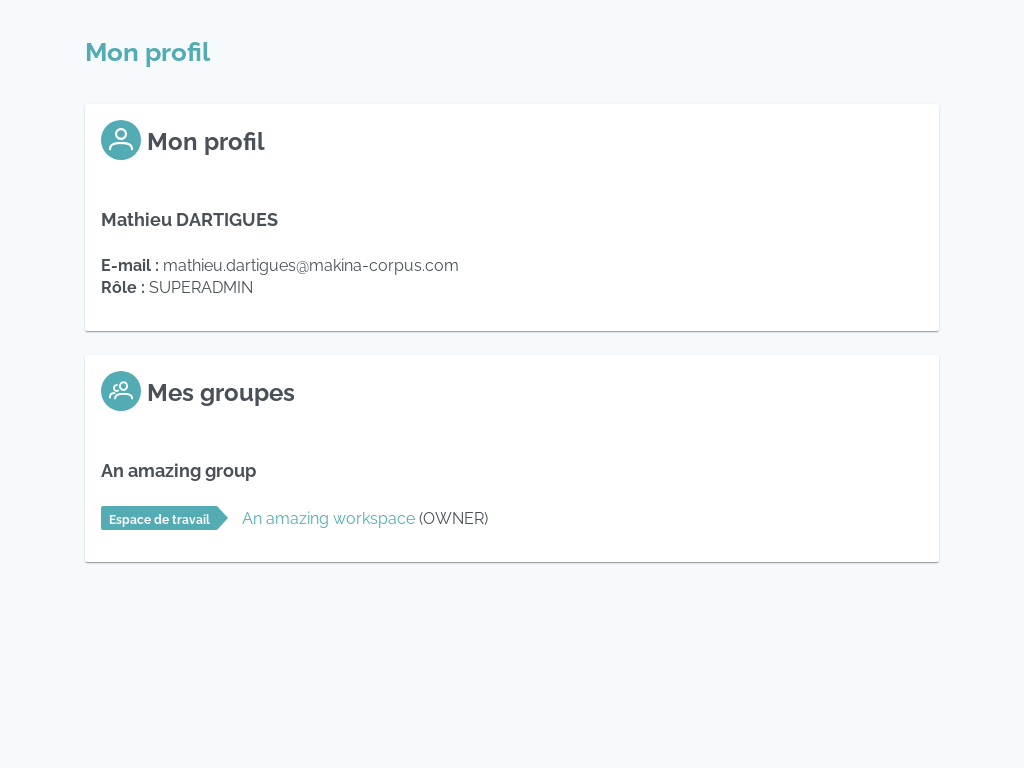 Mon profil
Mon profil
Mathieu DARTIGUES
E-mail : mathieu.dartigues@makina-corpus.com
Rôle : SUPERADMIN
Mes groupes
An amazing group
Espace de travail An amazing workspace (OWNER)